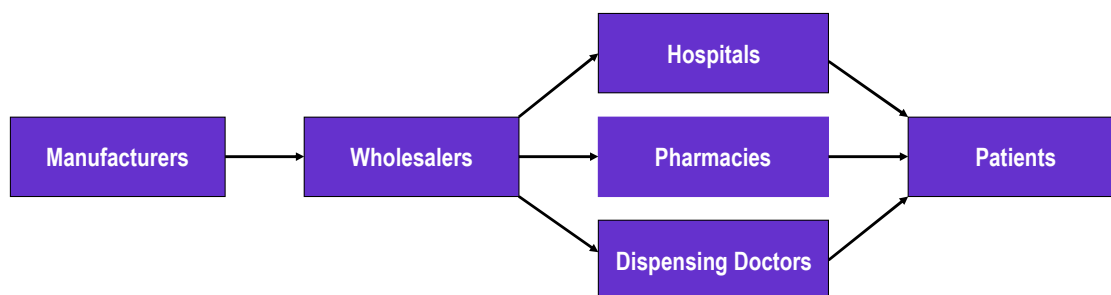 Manufacturers
Wholesalers
Hospitals
Pharmacies
Dispensing Doctors
Patients